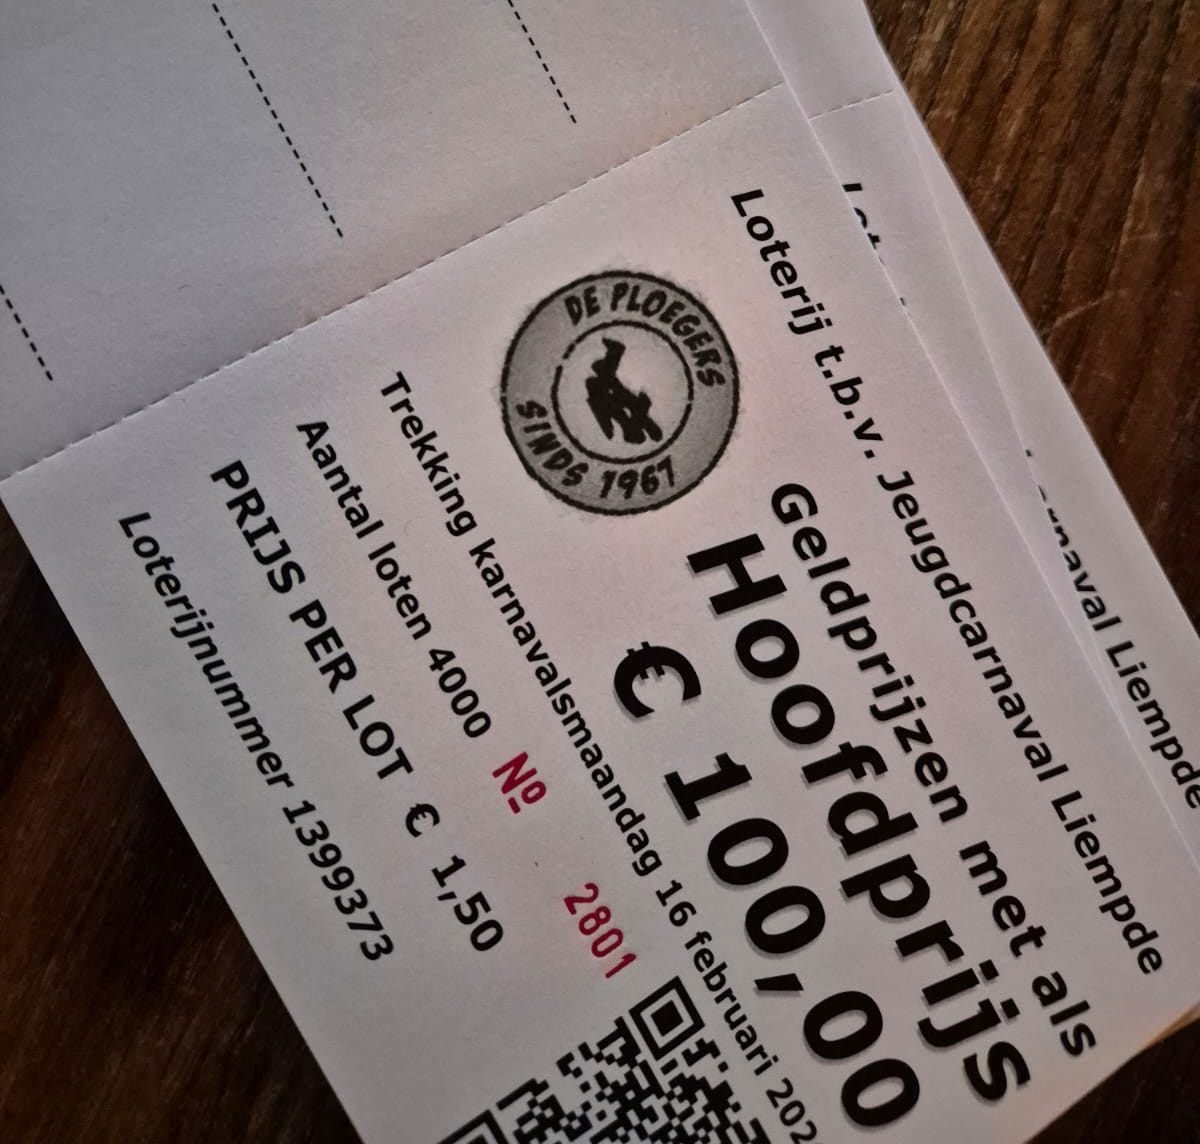 Loterij t.b.v. Jeugdcarnaval Liempde
Geldprijzen met als
Hoofdprijs
€ 100,00
DE PLOEGERS
SINDS 1967
Trekking karnavalsmaandag 16 februari
Aantal loten 4000
Nº 2801
PRIJS PER LOT € 1,50
Loterijnummer 1399373
Liempde